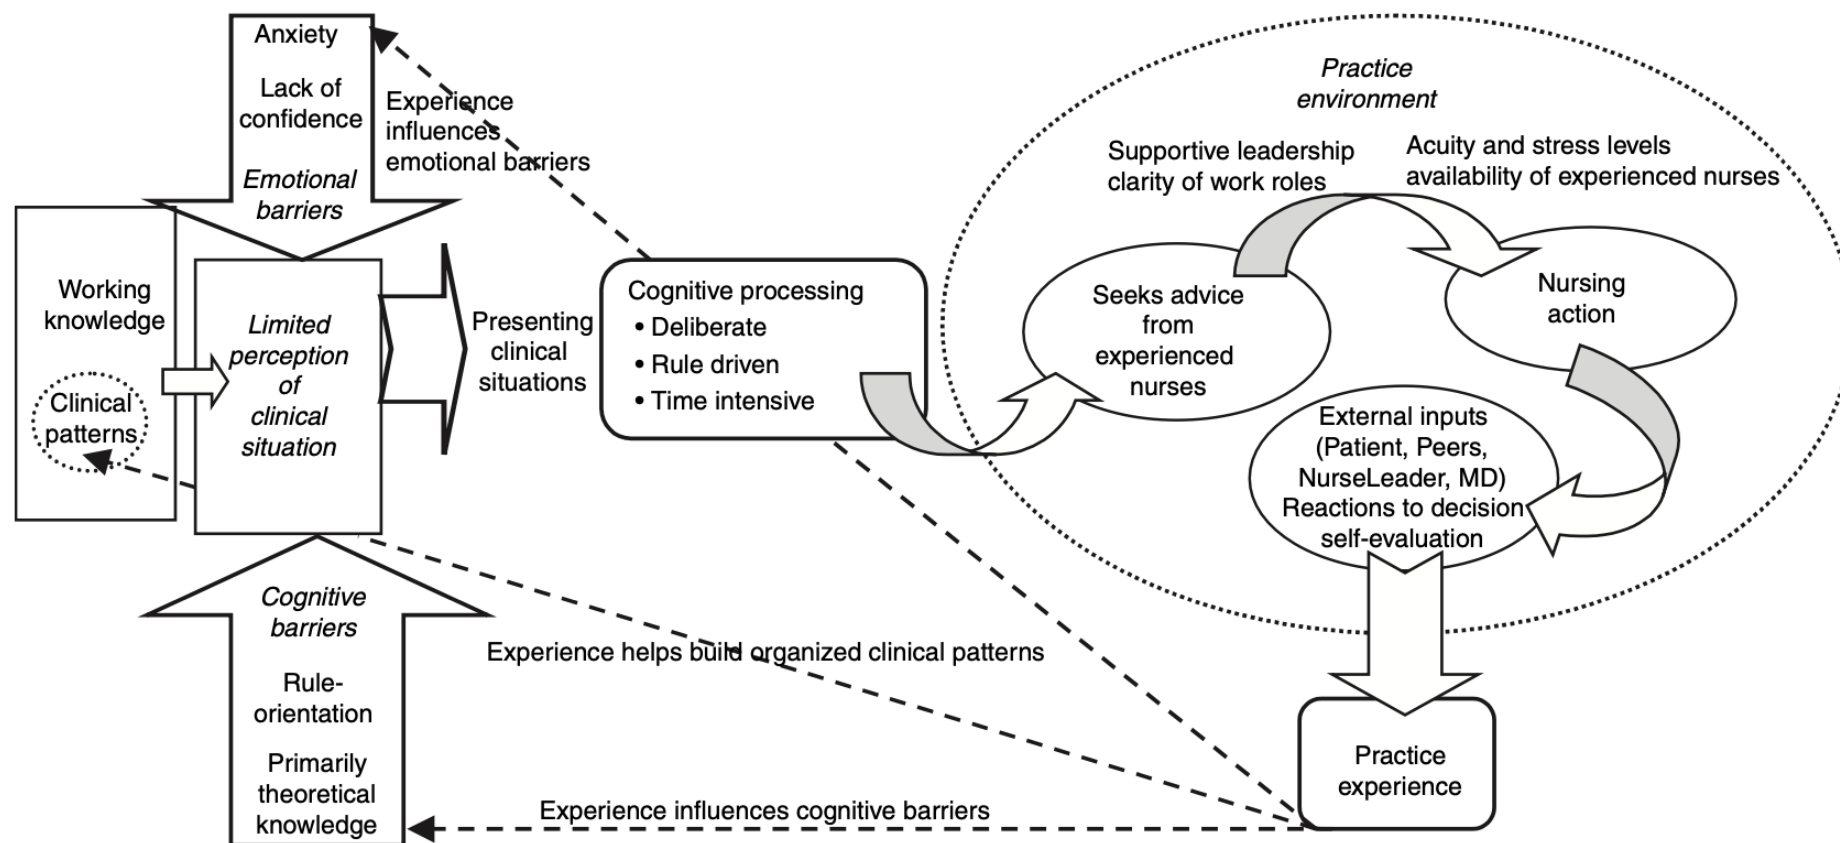 Anxiety
Lack of
confidence
Emotional
barriers
Experience
influences
emotional barriers
Working
knowledge
Clinical
patterns
Limited
perception
of
clinical
situation
Presenting
clinical
situations
Cognitive processing
• Deliberate
• Rule driven
• Time intensive
Practice
environment
Supportive leadership
clarity of work roles
Acuity and stress levels
availability of experienced nurses
Seeks advice
from
experienced
nurses
Nursing
action
External inputs
(Patient, Peers,
NurseLeader, MD)
Reactions to decision
self-evaluation
Cognitive
barriers
Rule-
orientation
Primarily
theoretical
knowledge
Experience helps build organized clinical patterns
Experience influences cognitive barriers
Practice
experience